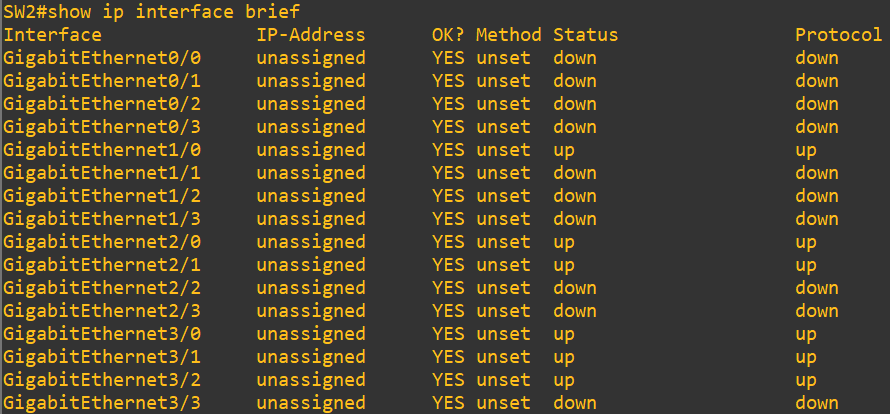 SW2#show ip interface brief
Interface IP-Address OK? Method Status Protocol
GigabitEthernet0/0 unassigned YES unset down down
GigabitEthernet0/1 unassigned YES unset down down
GigabitEthernet0/2 unassigned YES unset down down
GigabitEthernet0/3 unassigned YES unset down down
GigabitEthernet1/0 unassigned YES unset up up
GigabitEthernet1/1 unassigned YES unset down down
GigabitEthernet1/2 unassigned YES unset down down
GigabitEthernet1/3 unassigned YES unset down down
GigabitEthernet2/0 unassigned YES unset up up
GigabitEthernet2/1 unassigned YES unset up up
GigabitEthernet2/2 unassigned YES unset down down
GigabitEthernet2/3 unassigned YES unset down down
GigabitEthernet3/0 unassigned YES unset up up
GigabitEthernet3/1 unassigned YES unset up up
GigabitEthernet3/2 unassigned YES unset up up
GigabitEthernet3/3 unassigned YES unset down down